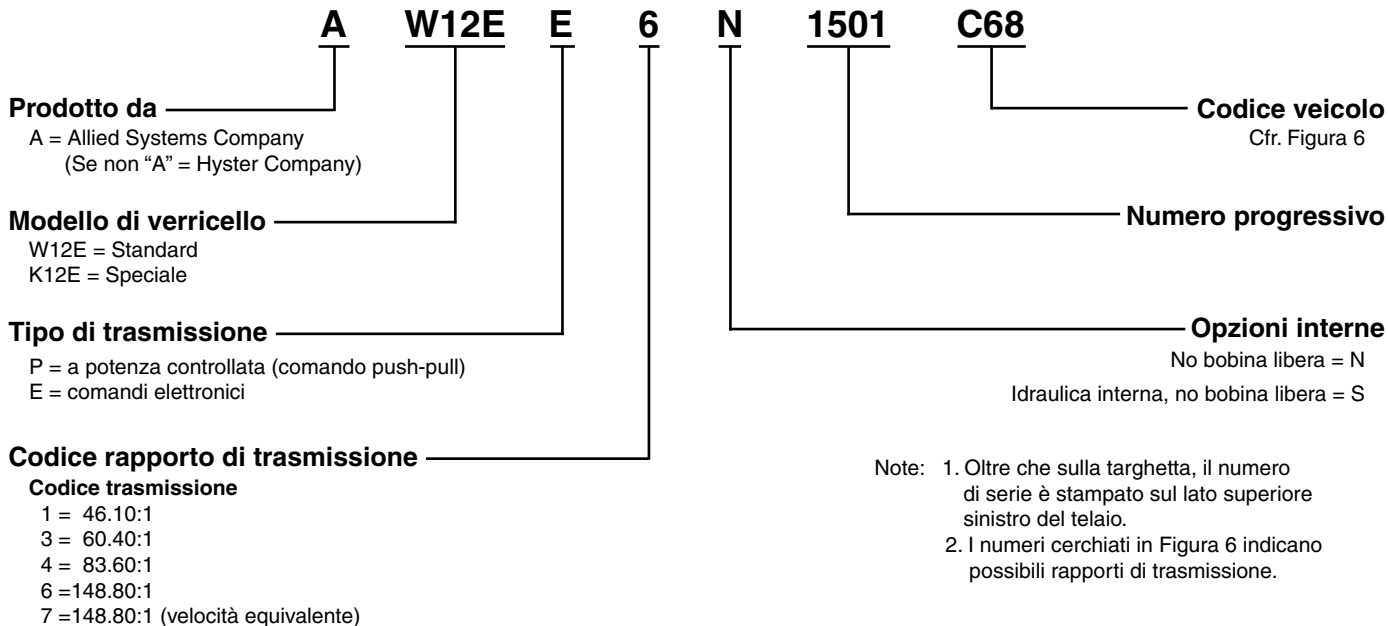 A W12E E 6 N 1501 C68
Prodotto da
A = Allied Systems Company
(Se non “A” = Hyster Company)
Modello di verricello
W12E = Standard
K12E = Speciale
Tipo di trasmissione
P = a potenza controllata (comando push-pull)
E = comandi elettronici
Codice rapporto di trasmissione
Codice trasmissione
1 = 46.10:1
3 = 60.40:1
4 = 83.60:1
6 =148.80:1
7 =148.80:1 (velocità equivalente)
Codice veicolo
Cfr. Figura 6
Numero progressivo
Opzioni interne
No bobina libera = N
Idraulica interna, no bobina libera = S
Note: 1. Oltre che sulla targhetta, il numero
di serie è stampato sul lato superiore
sinistro del telaio.
2. I numeri cerchiati in Figura 6 indicano
possibili rapporti di trasmissione.